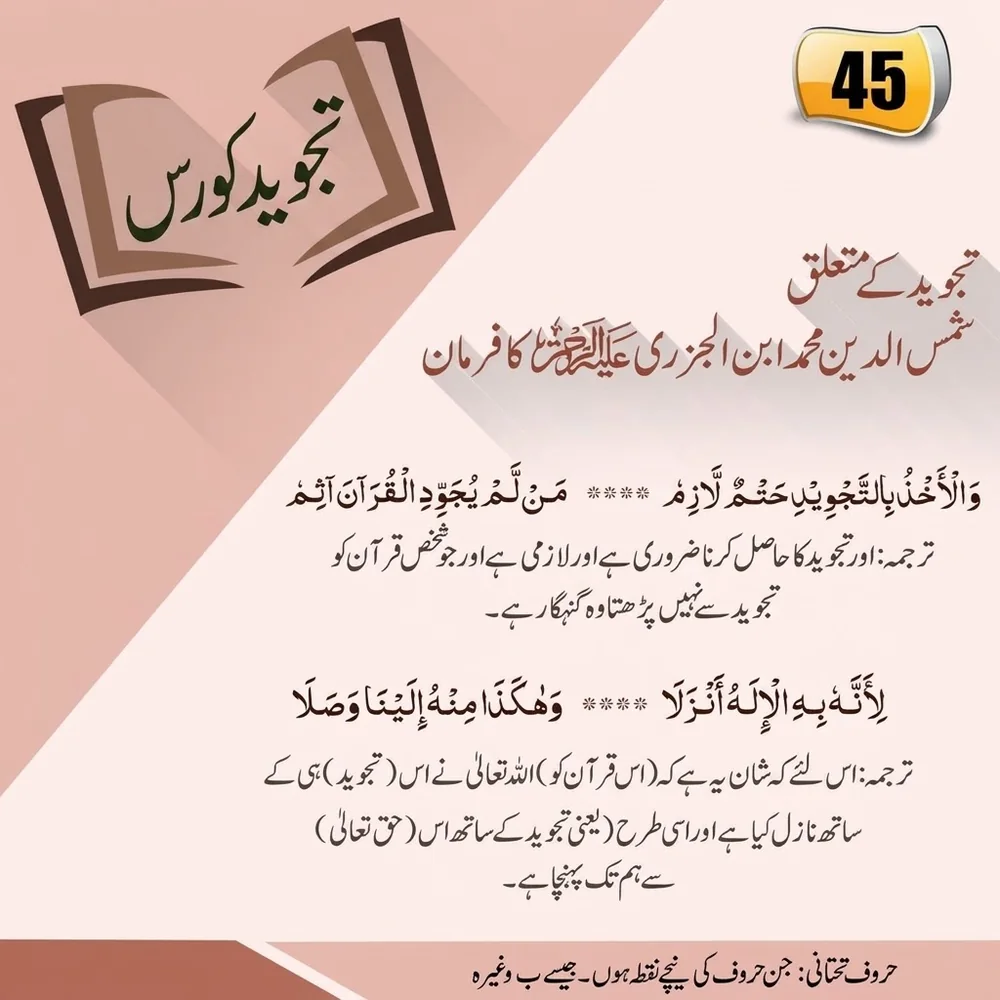 45
تجوید کورس
تجوید کے متعلق
شمس الدین محمد ابن الجزری عَلَیْہِ الرَّحْمَۃ کا فرمان
وَالْأَخْذُ بِالتَّجْوِيْدِ حَتْمٌ لَّازِمٗ **** مَنْ لَّمْ يُجَوِّدِ الْقُرَآنَ آثِمٗ
ترجمہ: اور تجوید کا حاصل کرنا ضروری ہے اور لازمی ہے اور جو شخص قرآن کو
تجوید سے نہیں پڑھتا وہ گنہگار ہے۔
لِأَنَّهٗ بِهِ الْإِلَهُ أَنْزَلَا **** وَهٰكَذَا مِنْهُ إِلَيْنَا وَصَلَا
ترجمہ: اس لئے کہ شان یہ ہے کہ (اس قرآن کو) اللہ تعالیٰ نے اس (تجوید) ہی کے
ساتھ نازل کیا ہے اور اسی طرح (یعنی تجوید کے ساتھ اس (حق تعالیٰ)
سے ہم تک پہنچا ہے۔
حروف تحتانی: جن حروف کی نیچے نقطہ ہوں۔ جیسے ب وغیرہ